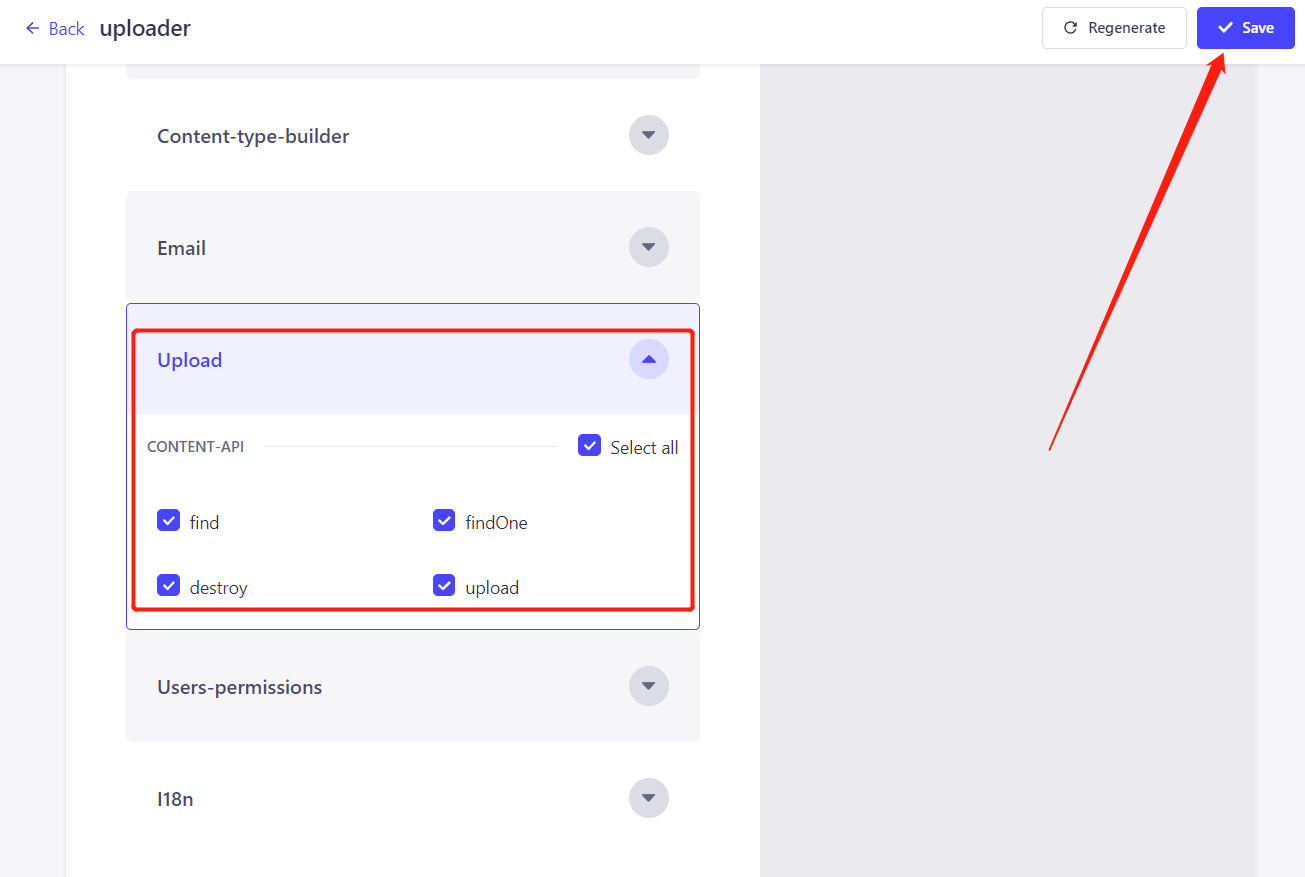 Back uploader Regenerate Save
Content-type-builder
Email
Upload
CONTENT-API Select all
find findOne
destroy upload
Users-permissions
I18n